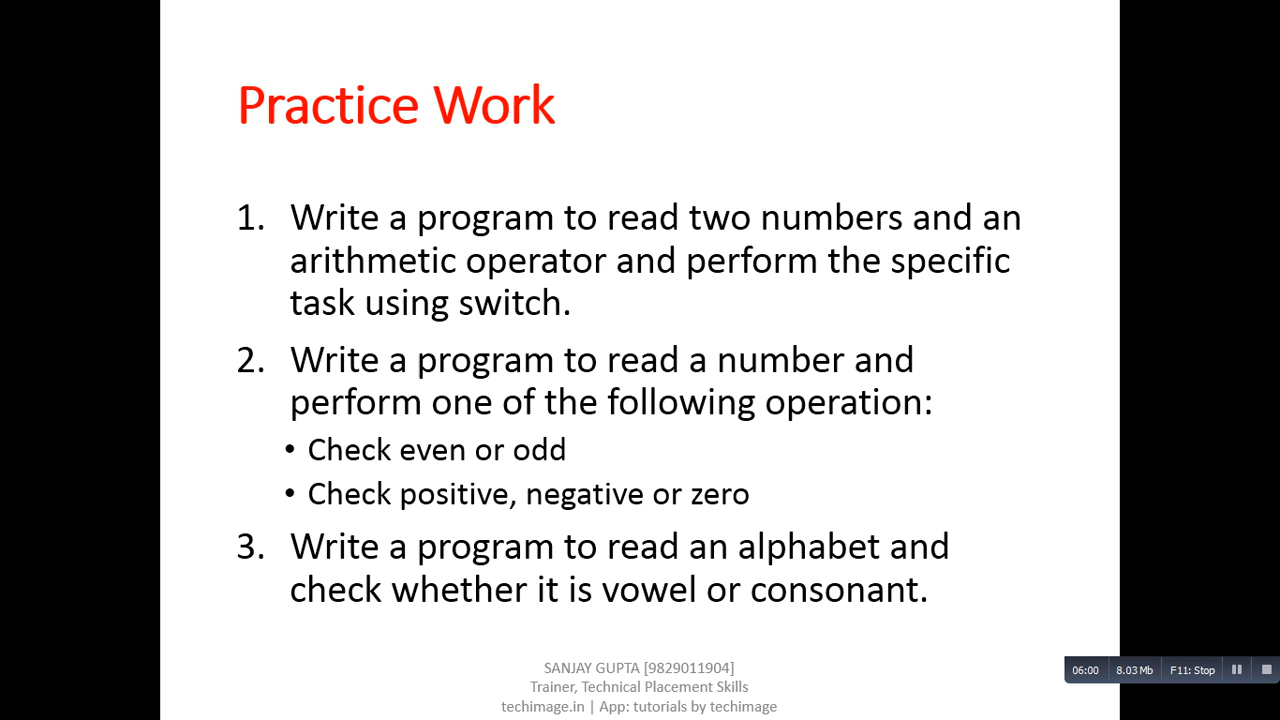 Practice Work
1. Write a program to read two numbers and an
arithmetic operator and perform the specific
task using switch.
2. Write a program to read a number and
perform one of the following operation:
• Check even or odd
• Check positive, negative or zero
3. Write a program to read an alphabet and
check whether it is vowel or consonant.
SANJAY GUPTA [9829011904]
Trainer, Technical Placement Skills
techimage.in | App: tutorials by techimage
06:00 8.03 Mb F11: Stop